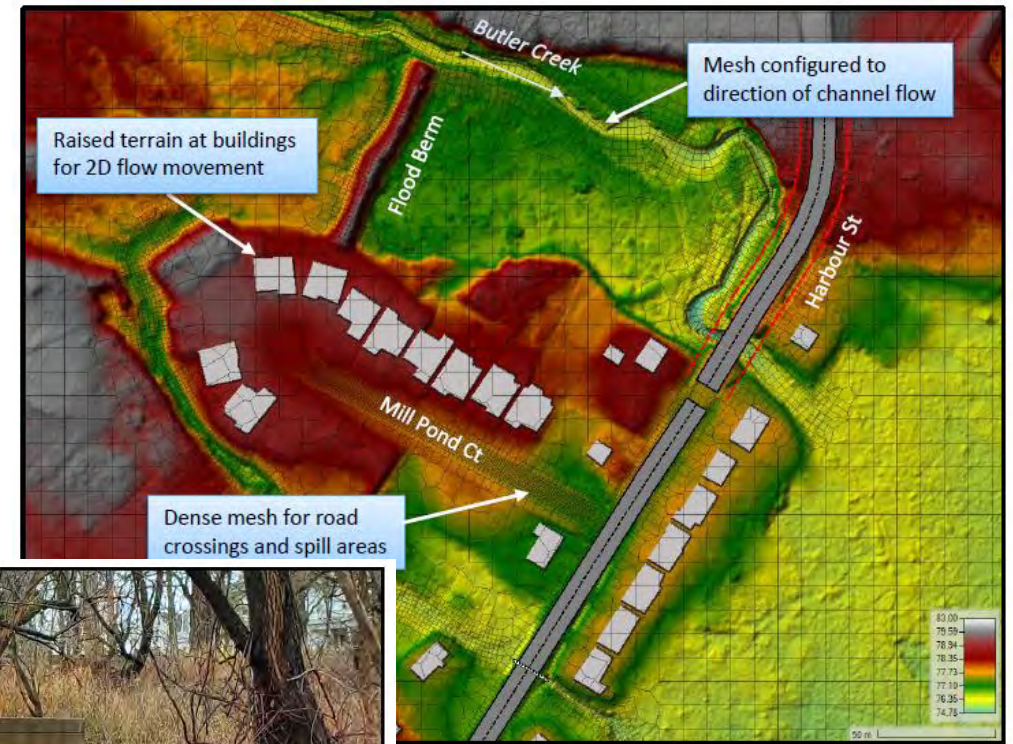 Butler Creek
Mesh configured to
direction of channel flow
Raised terrain at buildings
for 2D flow movement
Flood Berm
Harbour St
Mill Pond Ct
Dense mesh for road
crossings and spill areas
83.00
79.59
78.94
78.35
77.73
77.10
76.35
74.78
50 m